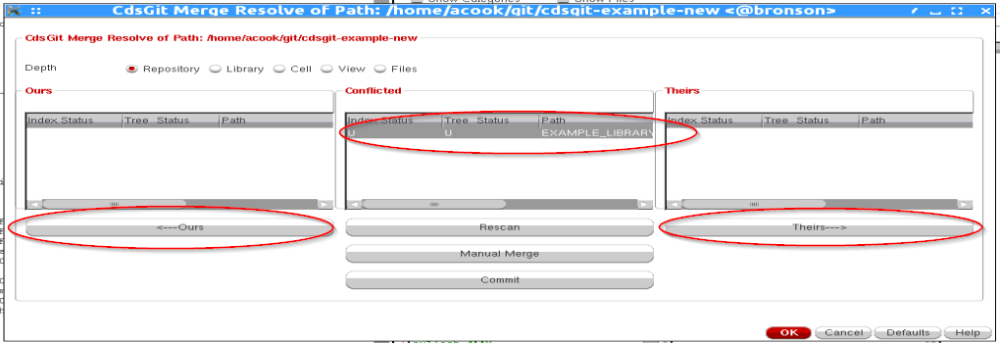 CdsGit Merge Resolve of Path: /home/acook/git/cdsgit-example-new <@bronson>
CdsGit Merge Resolve of Path: /home/acook/git/cdsgit-example-new
Depth Repository Library Cell View Files
Ours Conflicted Theirs
Index Status Tree Status Path Index Status Tree Status Path Index Status Tree Status Path
U U EXAMPLE_LIBRARY
<---Ours Rescan Theirs--->
Manual Merge
Commit
OK Cancel Defaults Help